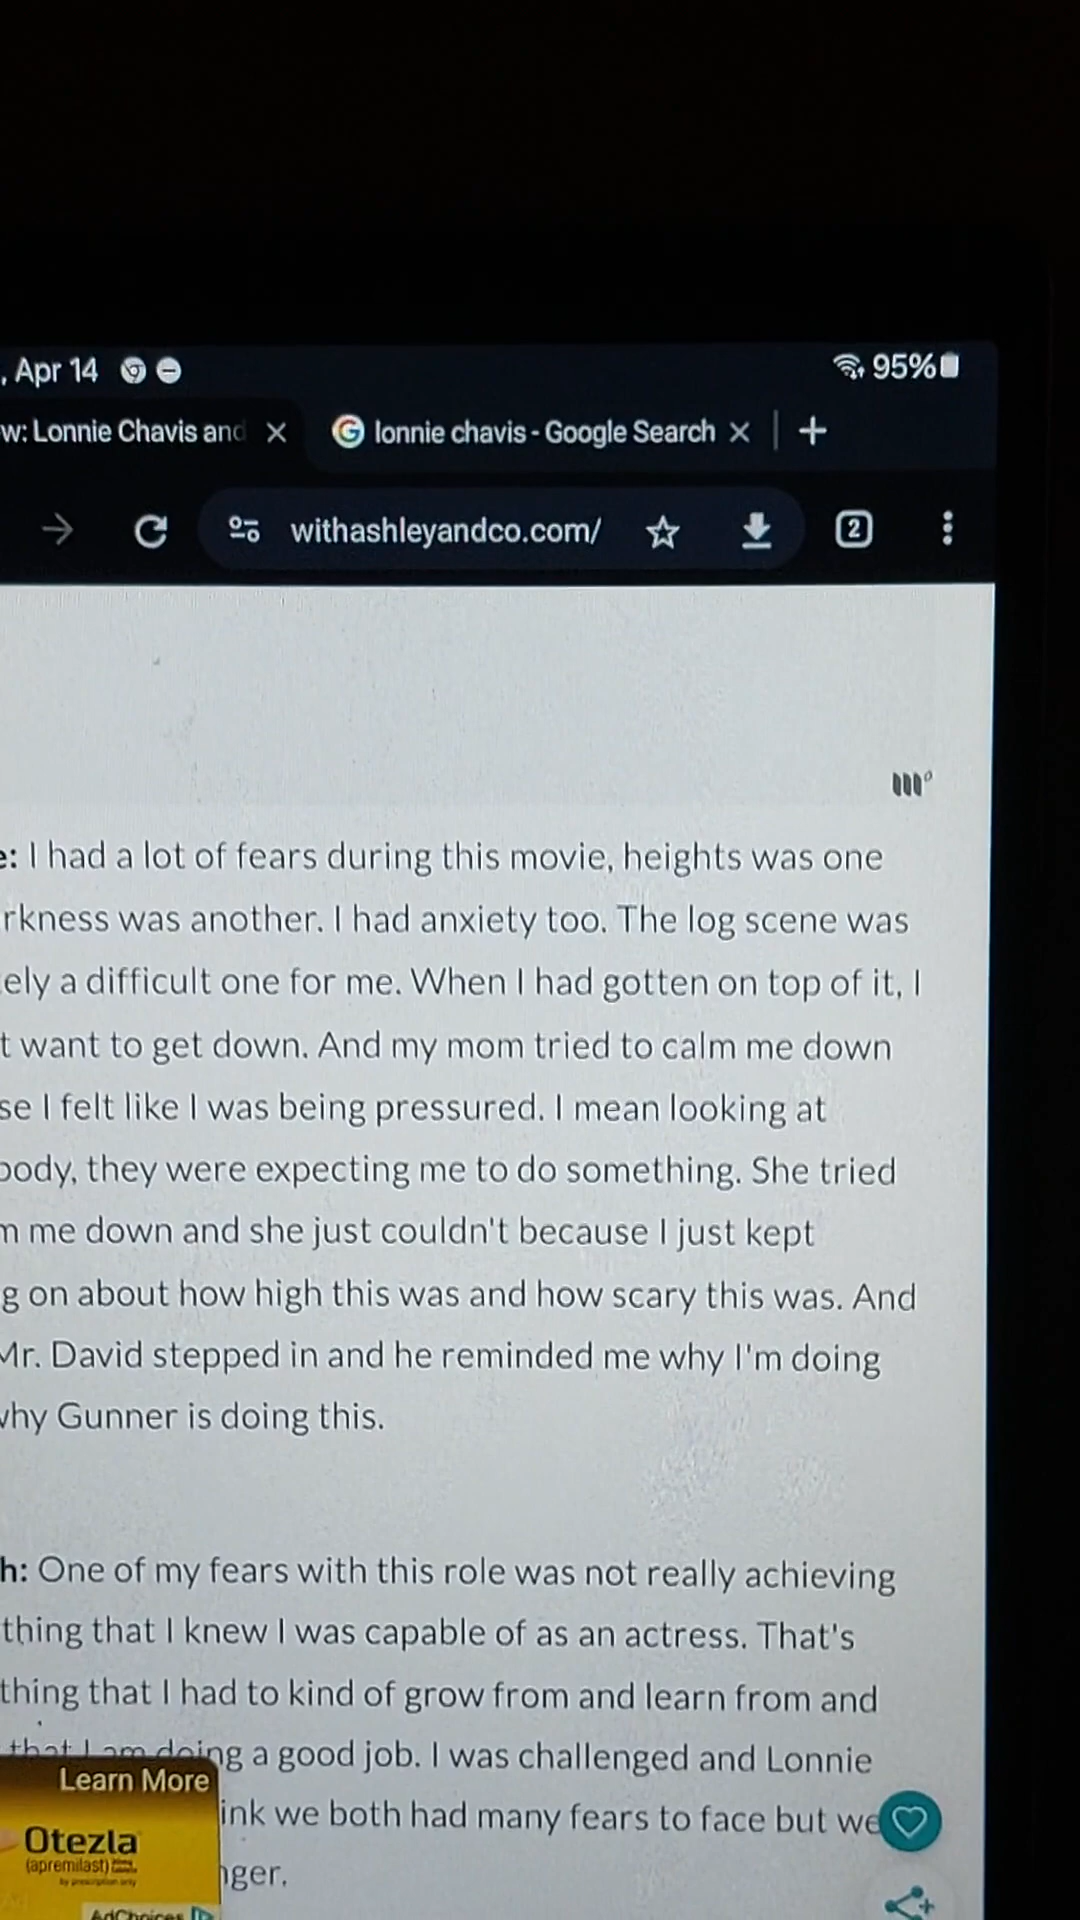 , Apr 14 95%
w: Lonnie Chavis and lonnie chavis - Google Search
withashleyandco.com/ 2
e: I had a lot of fears during this movie, heights was one
rkness was another. I had anxiety too. The log scene was
ely a difficult one for me. When I had gotten on top of it, I
t want to get down. And my mom tried to calm me down
se I felt like I was being pressured. I mean looking at
body, they were expecting me to do something. She tried
m me down and she just couldn't because I just kept
g on about how high this was and how scary this was. And
Mr. David stepped in and he reminded me why I'm doing
why Gunner is doing this.
h: One of my fears with this role was not really achieving
thing that I knew I was capable of as an actress. That's
thing that I had to kind of grow from and learn from and
that I am doing a good job. I was challenged and Lonnie
ink we both had many fears to face but we
nger.
Learn More
Otezla
(apremilast)
by prescription only
AdChoices